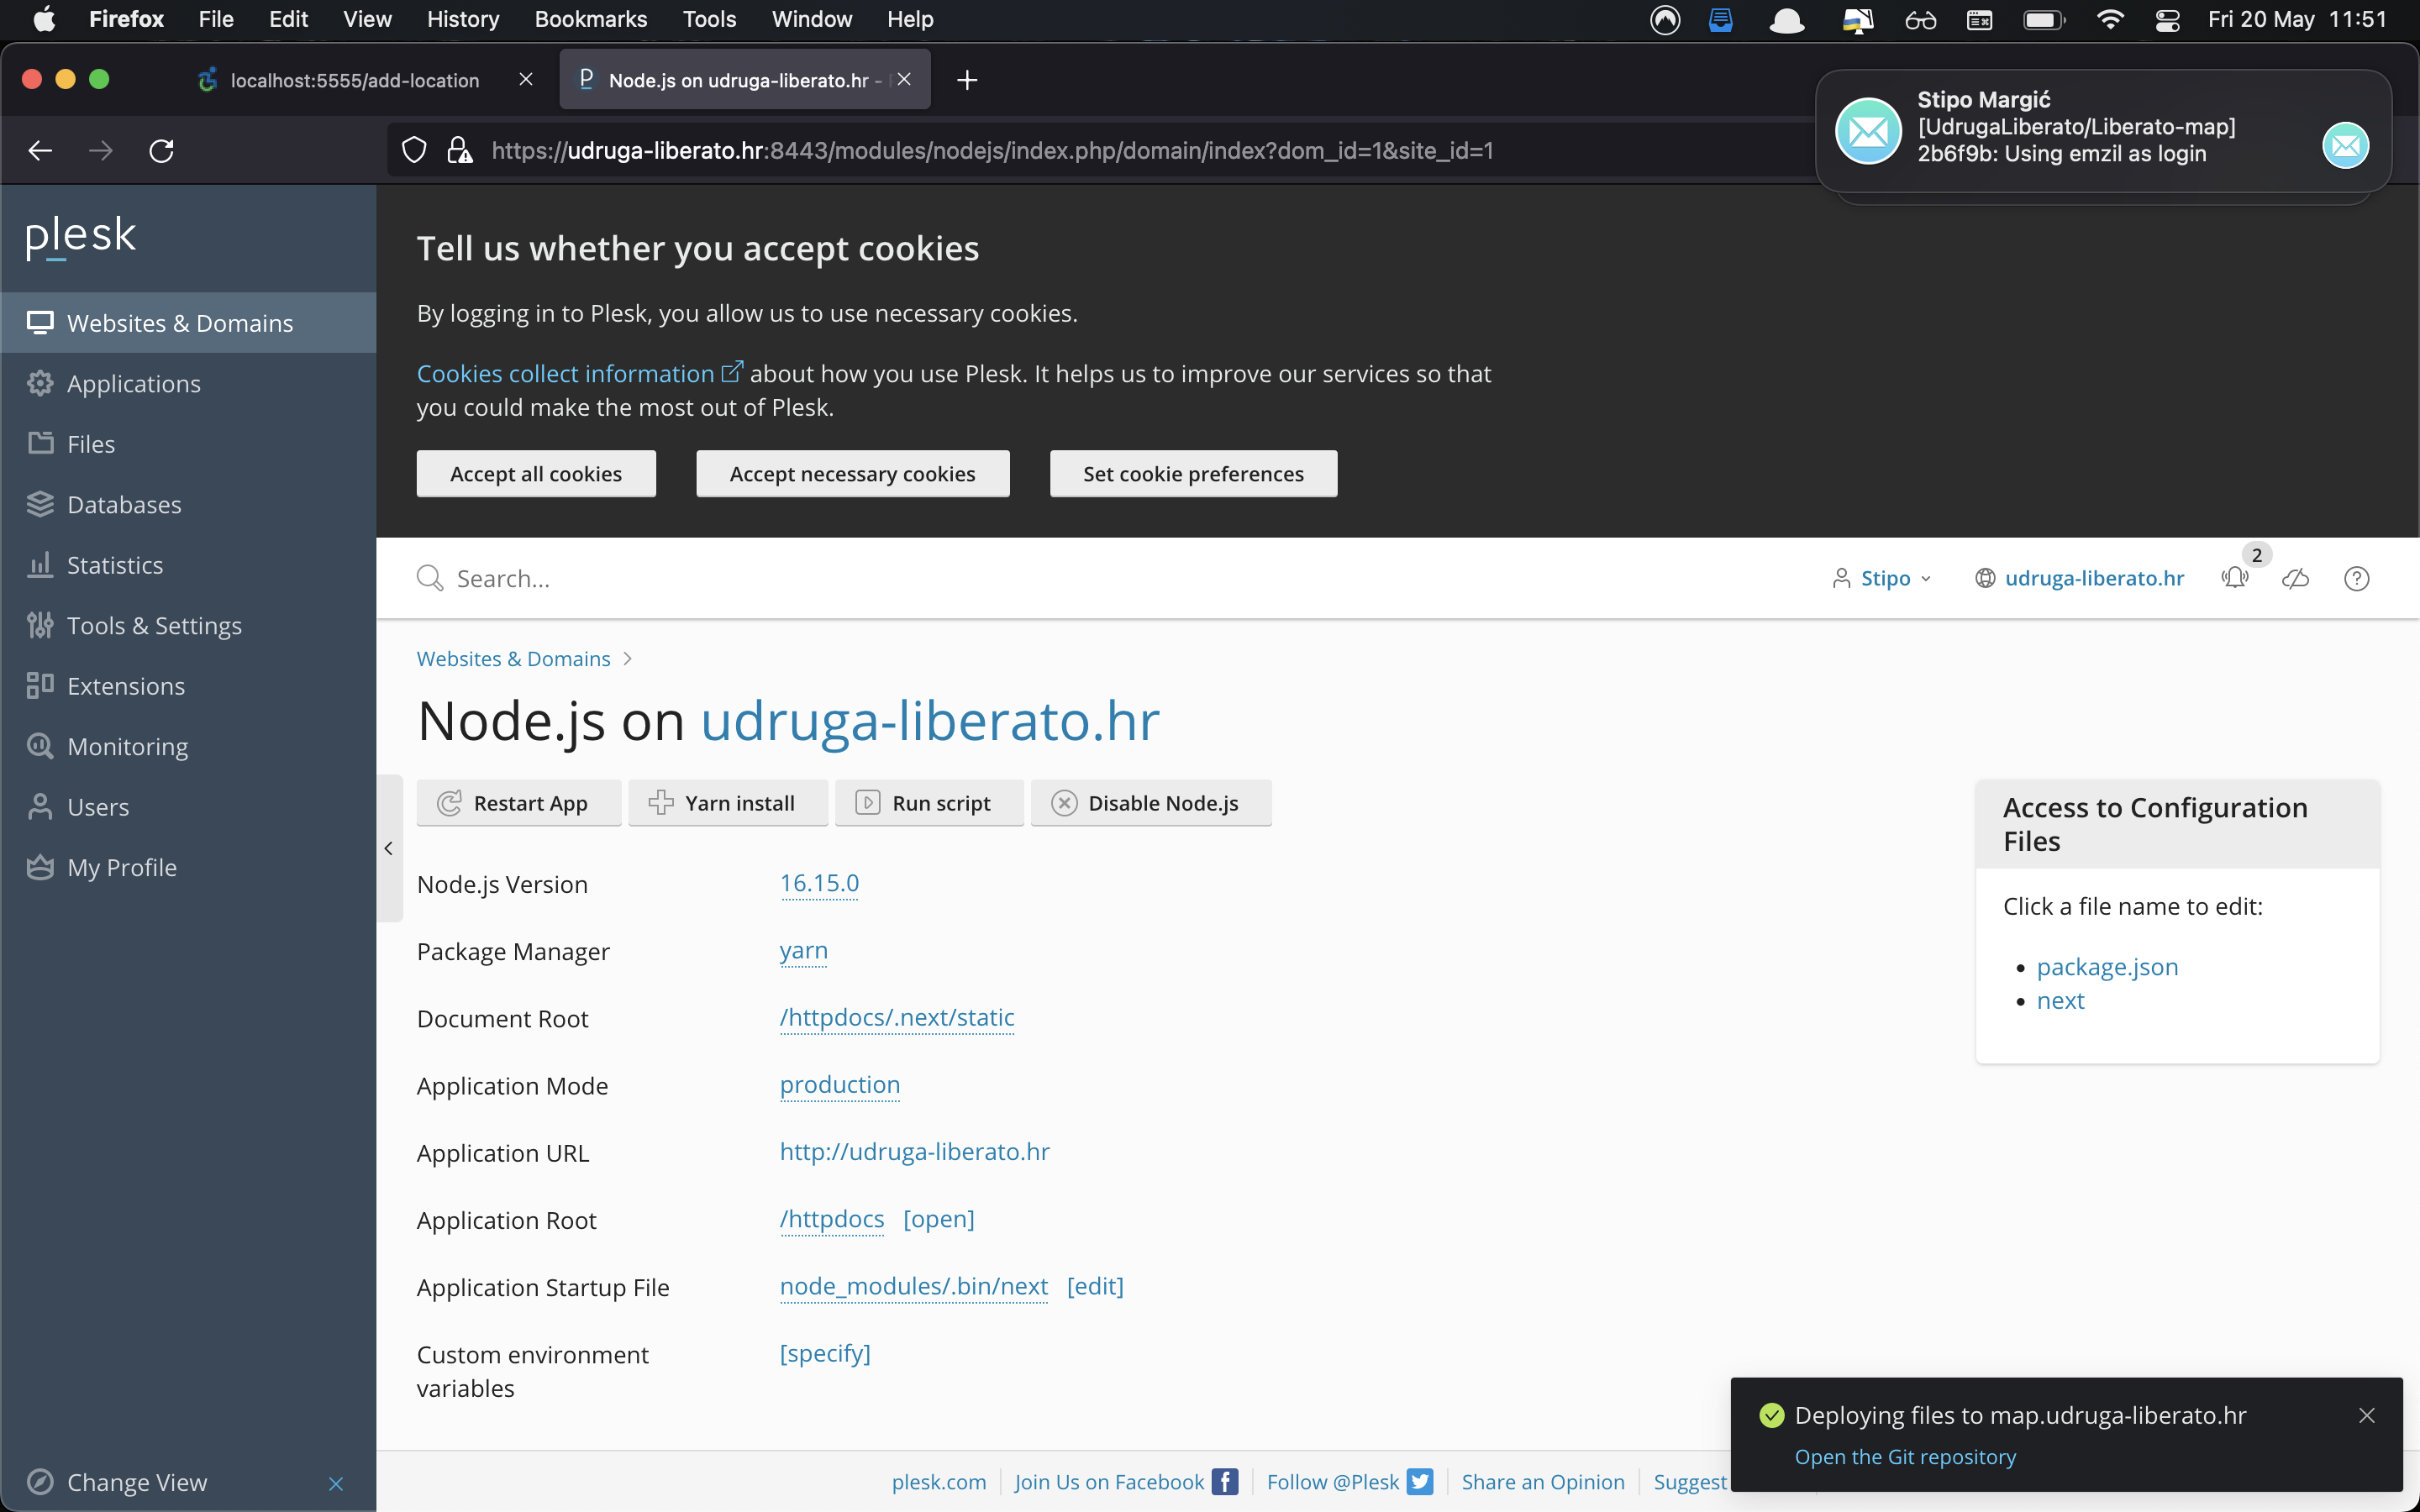 Firefox File Edit View History Bookmarks Tools Window Help
Fri 20 May 11:51
localhost:5555/add-location
Node.js on udruga-liberato.hr -
Stipo Margić
[UdrugaLiberato/Liberato-map]
2b6f9b: Using emzil as login
https://udruga-liberato.hr:8443/modules/nodejs/index.php/domain/index?dom_id=1&site_id=1
plesk
Websites & Domains
Applications
Files
Databases
Statistics
Tools & Settings
Extensions
Monitoring
Users
My Profile
Change View
Tell us whether you accept cookies
By logging in to Plesk, you allow us to use necessary cookies.
Cookies collect information about how you use Plesk. It helps us to improve our services so that
you could make the most out of Plesk.
Accept all cookies
Accept necessary cookies
Set cookie preferences
Search...
Stipo
udruga-liberato.hr
2
Websites & Domains
Node.js on udruga-liberato.hr
Restart App
Yarn install
Run script
Disable Node.js
Node.js Version 16.15.0
Package Manager yarn
Document Root /httpdocs/.next/static
Application Mode production
Application URL http://udruga-liberato.hr
Application Root /httpdocs [open]
Application Startup File node_modules/.bin/next [edit]
Custom environment
variables
[specify]
Access to Configuration
Files
Click a file name to edit:
package.json
next
Deploying files to map.udruga-liberato.hr
Open the Git repository
plesk.com
Join Us on Facebook
Follow @Plesk
Share an Opinion
Suggest